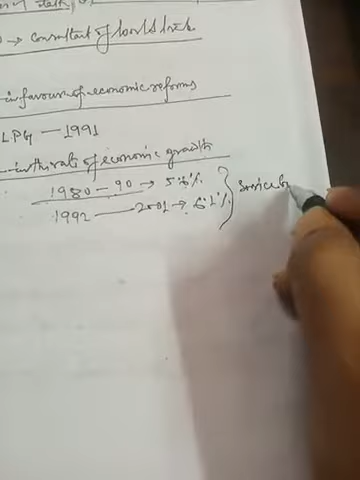 → consultant of world bank
in favour of economic reforms
LPG — 1991
in the rate of economic growth
1980 – 90 → 5.6%
1992 — 2001 → 6.1%